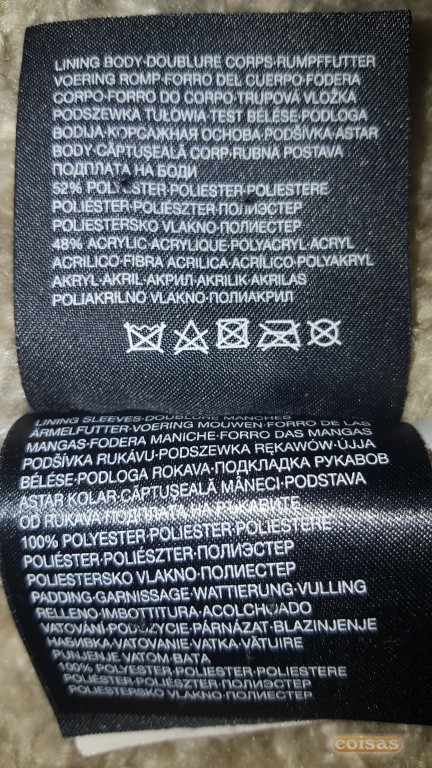 LINING BODY·DOUBLURE CORPS·RUMPFFUTTER
VOERING ROMP·FORRO DEL CUERPO·FODERA
CORPO·FORRO DO CORPO·TRUPOVÁ VLOŽKA
PODSZEWKA TUŁOWIA TEST BÉLÉSE·PODLOGA
BODIJA·КОРСАЖНАЯ ОСНОВА·PODŠÍVKA·ASTAR
BODY·CĂPTUŞEALĂ CORP·RUBNA POSTAVA
ПОДПЛАТА НА БОДИ
52% POLYESTER·POLIESTER·POLIESTERE
POLIESTER·POLIÉSZTER·ПОЛИЭСТЕР
POLIESTERSKO VLAKNO·ПОЛИЕСТЕР
48% ACRYLIC·ACRYLIQUE·POLYACRYL·ACRYL
ACRILICO·FIBRA ACRILICA·ACRÍLICO·POLYAKRYL
AKRYL·AKRIL·АКРИЛ·AKRILIK·AKRILAS
POLIAKRILNO VLAKNO·ПОЛИАКРИЛ
LINING SLEEVES·DOUBLURE MANCHES
ÄRMELFUTTER·VOERING MOUWEN·FORRO DE LAS
MANGAS·FODERA MANICHE·FORRO DAS MANGAS
PODŠÍVKA RUKÁVU·PODSZEWKA RĘKAWÓW·UJJA
BÉLÉSE·PODLOGA ROKAVA·ПОДКЛАДКА РУКАВОВ
ASTAR KOLAR·CĂPTUŞEALĂ MÂNECI·PODSTAVA
OD RUKAVA·ПОДПЛАТА НА РЪКАВИТЕ
100% POLYESTER·POLIESTER·POLIESTERE
POLIÉSTER·POLIÉSZTER·ПОЛИЭСТЕР
POLIESTERSKO VLAKNO·ПОЛИЕСТЕР
PADDING·GARNISSAGE·WATTIERUNG·VULLING
RELLENO·IMBOTTITURA·ACOLCHOADO
VATOVÁNÍ·PODSZYCIE·PÁRNÁZAT·BLAZINJENJE
НАБИВКА·VATOVANIE·VATKA·VĂTUIRE
PUNJENJE VATOM·ВАТА
100% POLYESTER·POLIESTER·POLIESTERE
POLIÉSTER·POLIÉSZTER·ПОЛИЭСТЕР
POLIESTERSKO VLAKNO·ПОЛИЕСТЕР
coisas